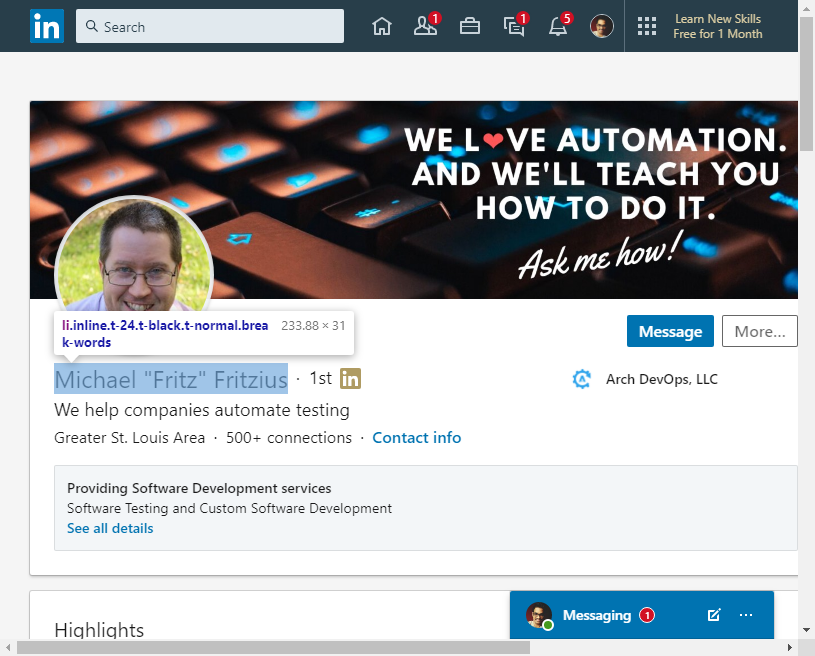 in
Search
1
1
5
Learn New Skills
Free for 1 Month
WE L❤VE AUTOMATION.
AND WE'LL TEACH YOU
HOW TO DO IT.
Ask me how!
li.inline.t-24.t-black.t-normal.brea 233.88 × 31
k-words
Message
More...
Michael "Fritz" Fritzius · 1st in
Arch DevOps, LLC
We help companies automate testing
Greater St. Louis Area · 500+ connections · Contact info
Providing Software Development services
Software Testing and Custom Software Development
See all details
Highlights
Messaging 1